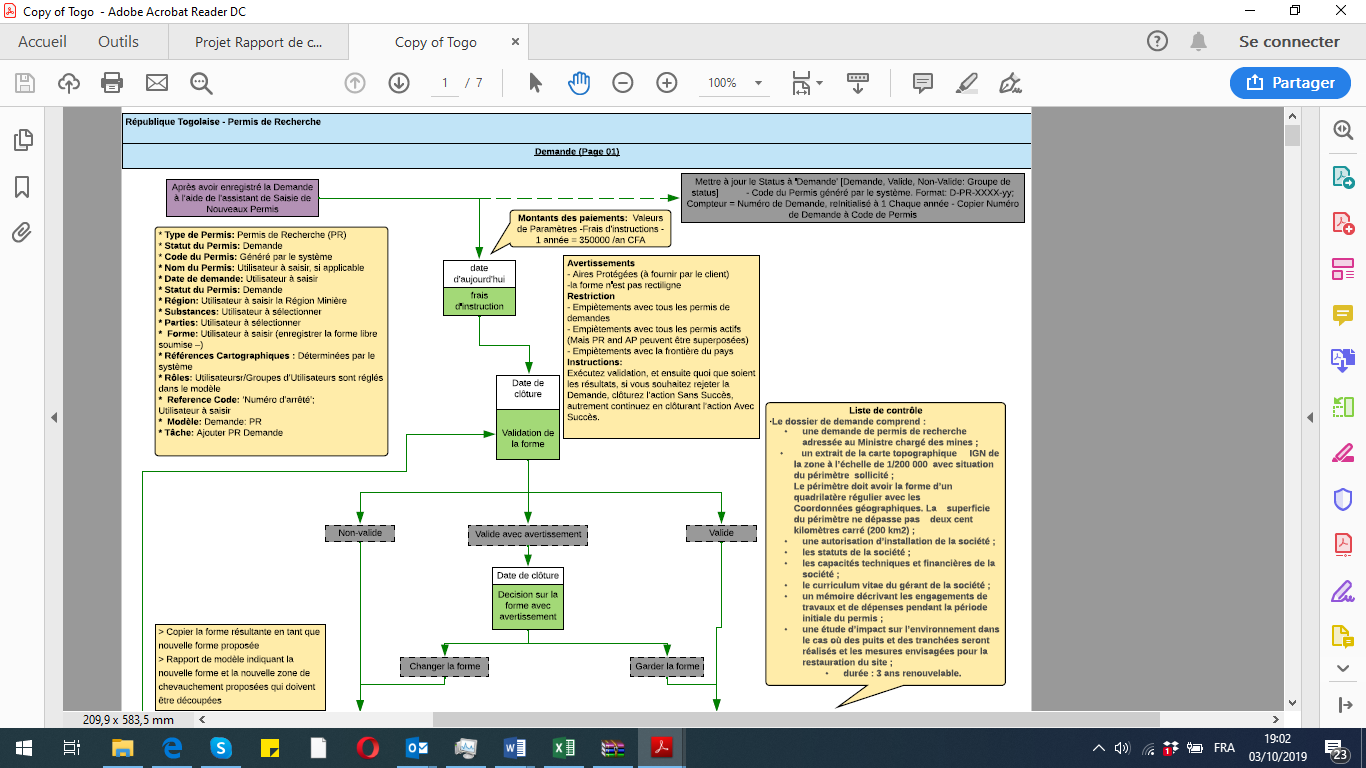 Copy of Togo - Adobe Acrobat Reader DC
Accueil
Outils
Projet Rapport de c...
Copy of Togo
×
Se connecter
1 / 7
100%
Partager
République Togolaise - Permis de Recherche
Demande (Page 01)
Après avoir enregistré la Demande
à l'aide de l'assistant de Saisie de
Nouveaux Permis
Mettre à jour le Status à 'Demande' [Demande, Valide, Non-Valide: Groupe de
status] - Code du Permis généré par le système. Format: D-PR-XXXX-yy:
Compteur = Numéro de Demande, reInitialisé à 1 Chaque année - Copier Numéro
de Demande à Code de Permis
Montants des paiements: Valeurs
de Paramètres -Frais d'instructions -
1 année = 350000 /an CFA
* Type de Permis: Permis de Recherche (PR)
* Statut du Permis: Demande
* Code du Permis: Généré par le système
* Nom du Permis: Utilisateur à saisir, si applicable
* Date de demande: Utilisateur à saisir
* Statut du Permis: Demande
* Région: Utilisateur à saisir la Région Minière
* Substances: Utilisateur à sélectionner
* Parties: Utilisateur à sélectionner
* Forme: Utilisateur à saisir (enregistrer la forme libre
soumise –)
* Références Cartographiques : Déterminées par le
système
* Rôles: Utilisateursr/Groupes d'Utilisateurs sont réglés
dans le modèle
* Reference Code: 'Numéro d'arrêté';
Utilisateur à saisir
* Modèle: Demande: PR
* Tâche: Ajouter PR Demande
date
d'aujourd'hui
frais
d'instruction
Avertissements
- Aires Protégées (à fournir par le client)
-la forme n'est pas rectiligne
Restriction
- Empiètements avec tous les permis de
demandes
- Empiètements avec tous les permis actifs
(Mais PR and AP peuvent être superposées)
- Empiètements avec la frontière du pays
Instructions:
Exécutez validation, et ensuite quoi que soient
les résultats, si vous souhaitez rejeter la
Demande, clôturez l'action Sans Succès,
autrement continuez en clôturant l'action Avec
Succès.
Date de
clôture
Validation de
la forme
Liste de contrôle
·Le dossier de demande comprend :
• une demande de permis de recherche
adressée au Ministre chargé des mines ;
• un extrait de la carte topographique IGN de
la zone à l'échelle de 1/200 000 avec situation
du périmètre sollicité ;
Le périmètre doit avoir la forme d'un
quadrilatère régulier avec les
Coordonnées géographiques. La superficie
du périmètre ne dépasse pas deux cent
kilomètres carré (200 km2) ;
• une autorisation d'installation de la société ;
• les statuts de la société ;
• les capacités techniques et financières de la
société ;
• le curriculum vitae du gérant de la société ;
• un mémoire décrivant les engagements de
travaux et de dépenses pendant la période
initiale du permis ;
• une étude d'impact sur l'environnement dans
le cas où des puits et des tranchées seront
réalisés et les mesures envisagées pour la
restauration du site ;
• durée : 3 ans renouvelable.
Non-valide
Valide avec avertissement
Valide
Date de clôture
Decision sur la
forme avec
avertissement
Changer la forme
Garder la forme
> Copier la forme résultante en tant que
nouvelle forme proposée
> Rapport de modèle indiquant la
nouvelle forme et la nouvelle zone de
chevauchement proposées qui doivent
être découpées
209,9 x 583,5 mm
FRA
19:02
03/10/2019
23